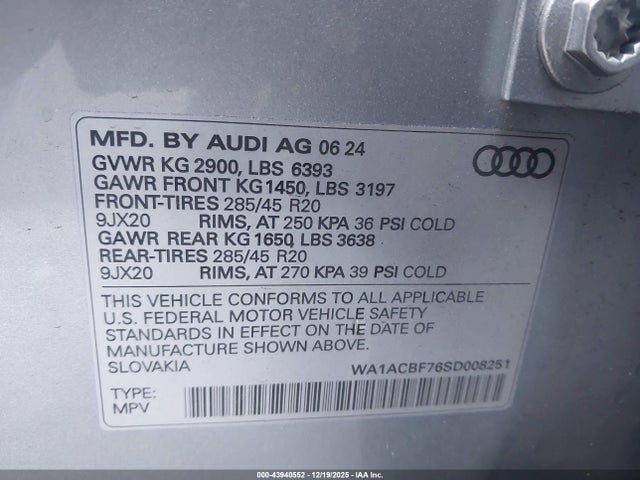 MFD. BY AUDI AG 06 24
GVWR KG 2900, LBS 6393
GAWR FRONT KG 1450, LBS 3197
FRONT-TIRES 285/45 R20
9JX20 RIMS, AT 250 KPA 36 PSI COLD
GAWR REAR KG 1650, LBS 3638
REAR-TIRES 285/45 R20
9JX20 RIMS, AT 270 KPA 39 PSI COLD
THIS VEHICLE CONFORMS TO ALL APPLICABLE
U.S. FEDERAL MOTOR VEHICLE SAFETY
STANDARDS IN EFFECT ON THE DATE OF
MANUFACTURE SHOWN ABOVE.
SLOVAKIA WA1ACBF76SD008251
TYPE:
MPV
000-43940552 - 12/19/2025 - IAAI, Inc.